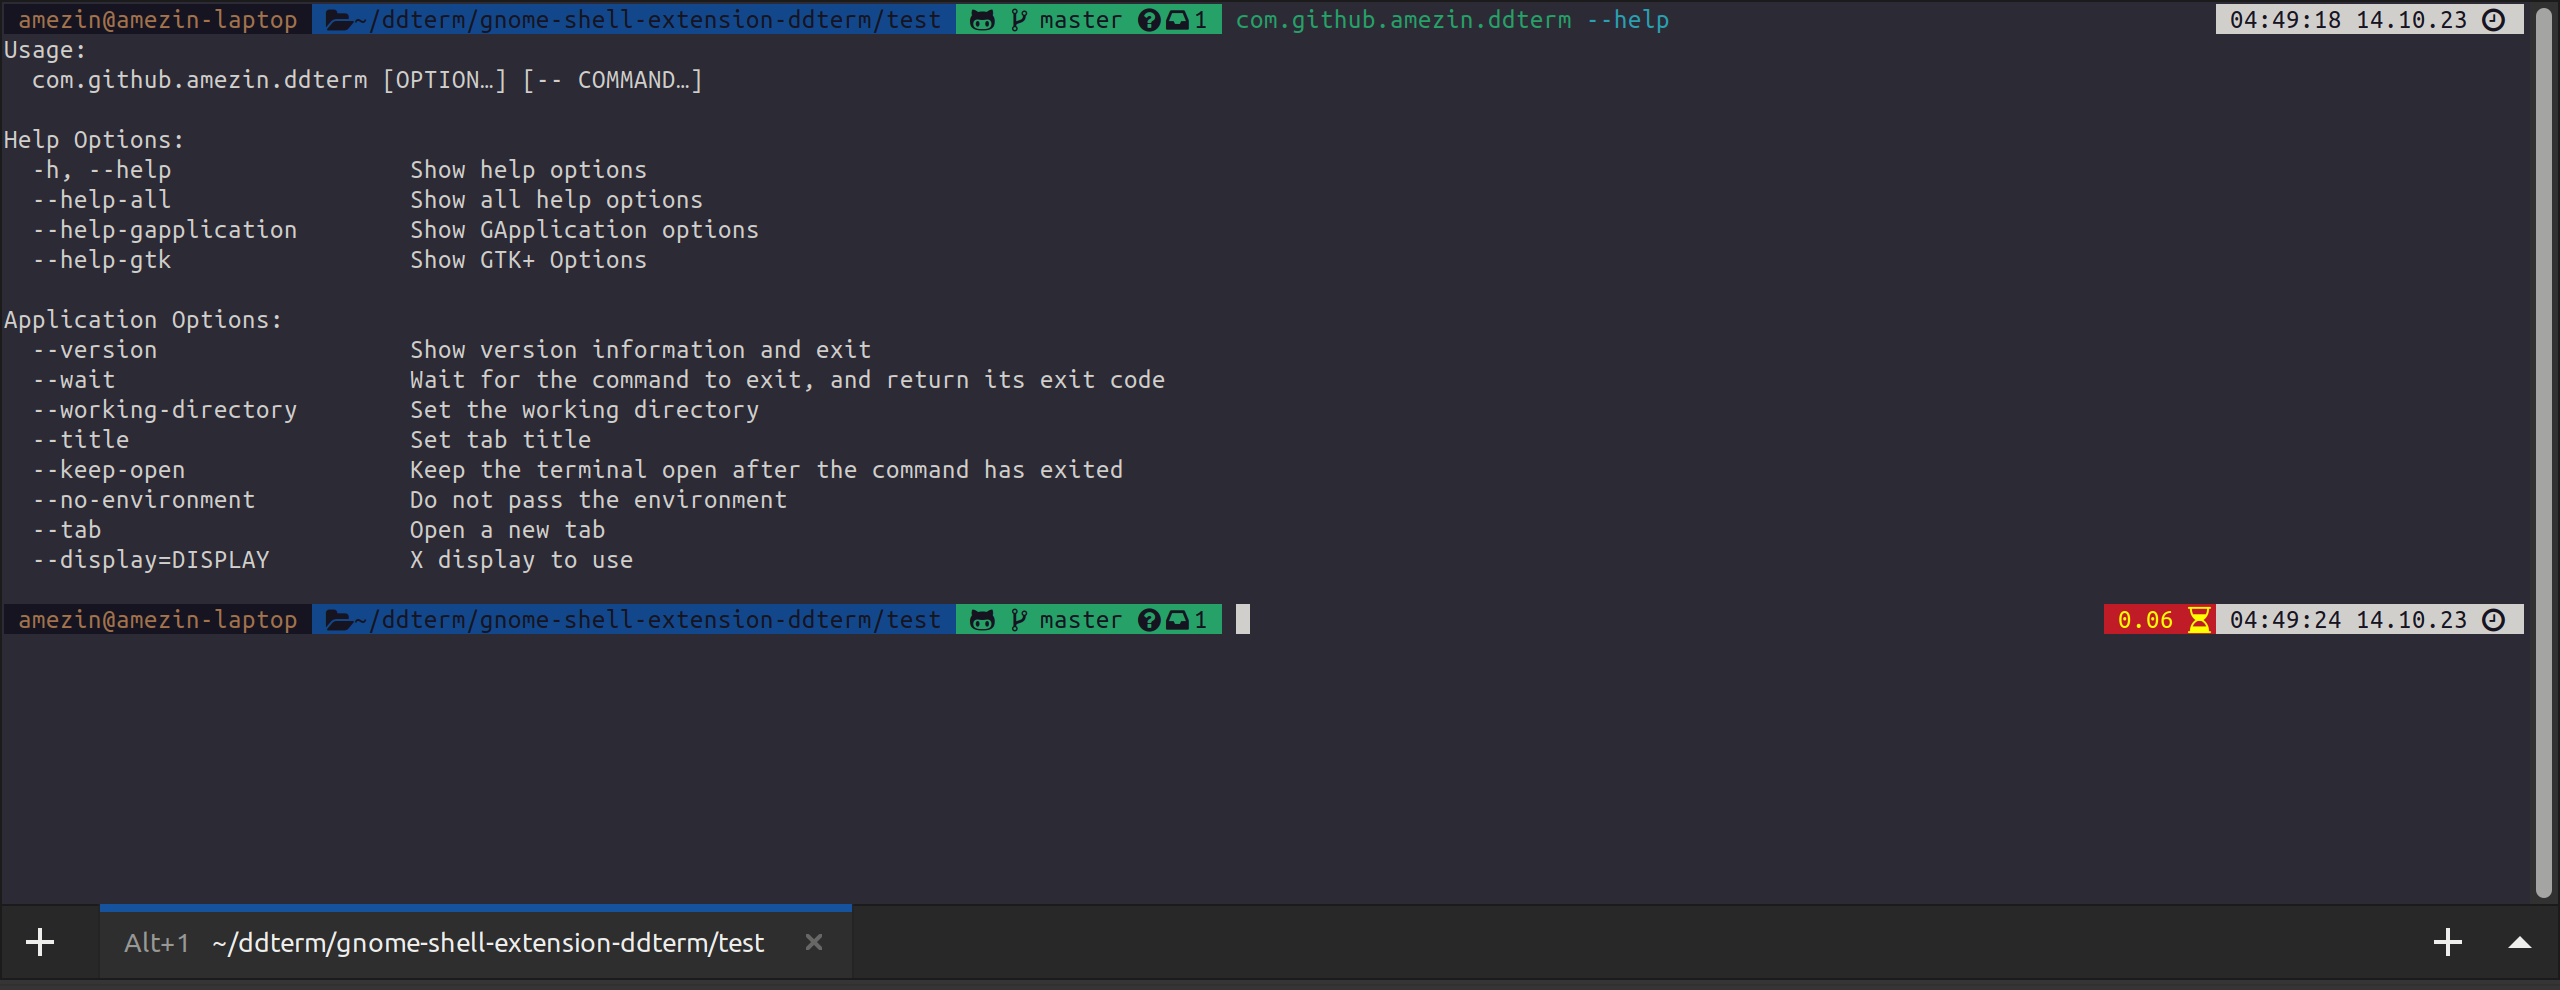 amezin@amezin-laptop ~/ddterm/gnome-shell-extension-ddterm/test master 1 com.github.amezin.ddterm --help 04:49:18 14.10.23
Usage:
com.github.amezin.ddterm [OPTION…] [-- COMMAND…]
Help Options:
-h, --help Show help options
--help-all Show all help options
--help-gapplication Show GApplication options
--help-gtk Show GTK+ Options
Application Options:
--version Show version information and exit
--wait Wait for the command to exit, and return its exit code
--working-directory Set the working directory
--title Set tab title
--keep-open Keep the terminal open after the command has exited
--no-environment Do not pass the environment
--tab Open a new tab
--display=DISPLAY X display to use
amezin@amezin-laptop ~/ddterm/gnome-shell-extension-ddterm/test master 1 0.06 04:49:24 14.10.23
Alt+1 ~/ddterm/gnome-shell-extension-ddterm/test